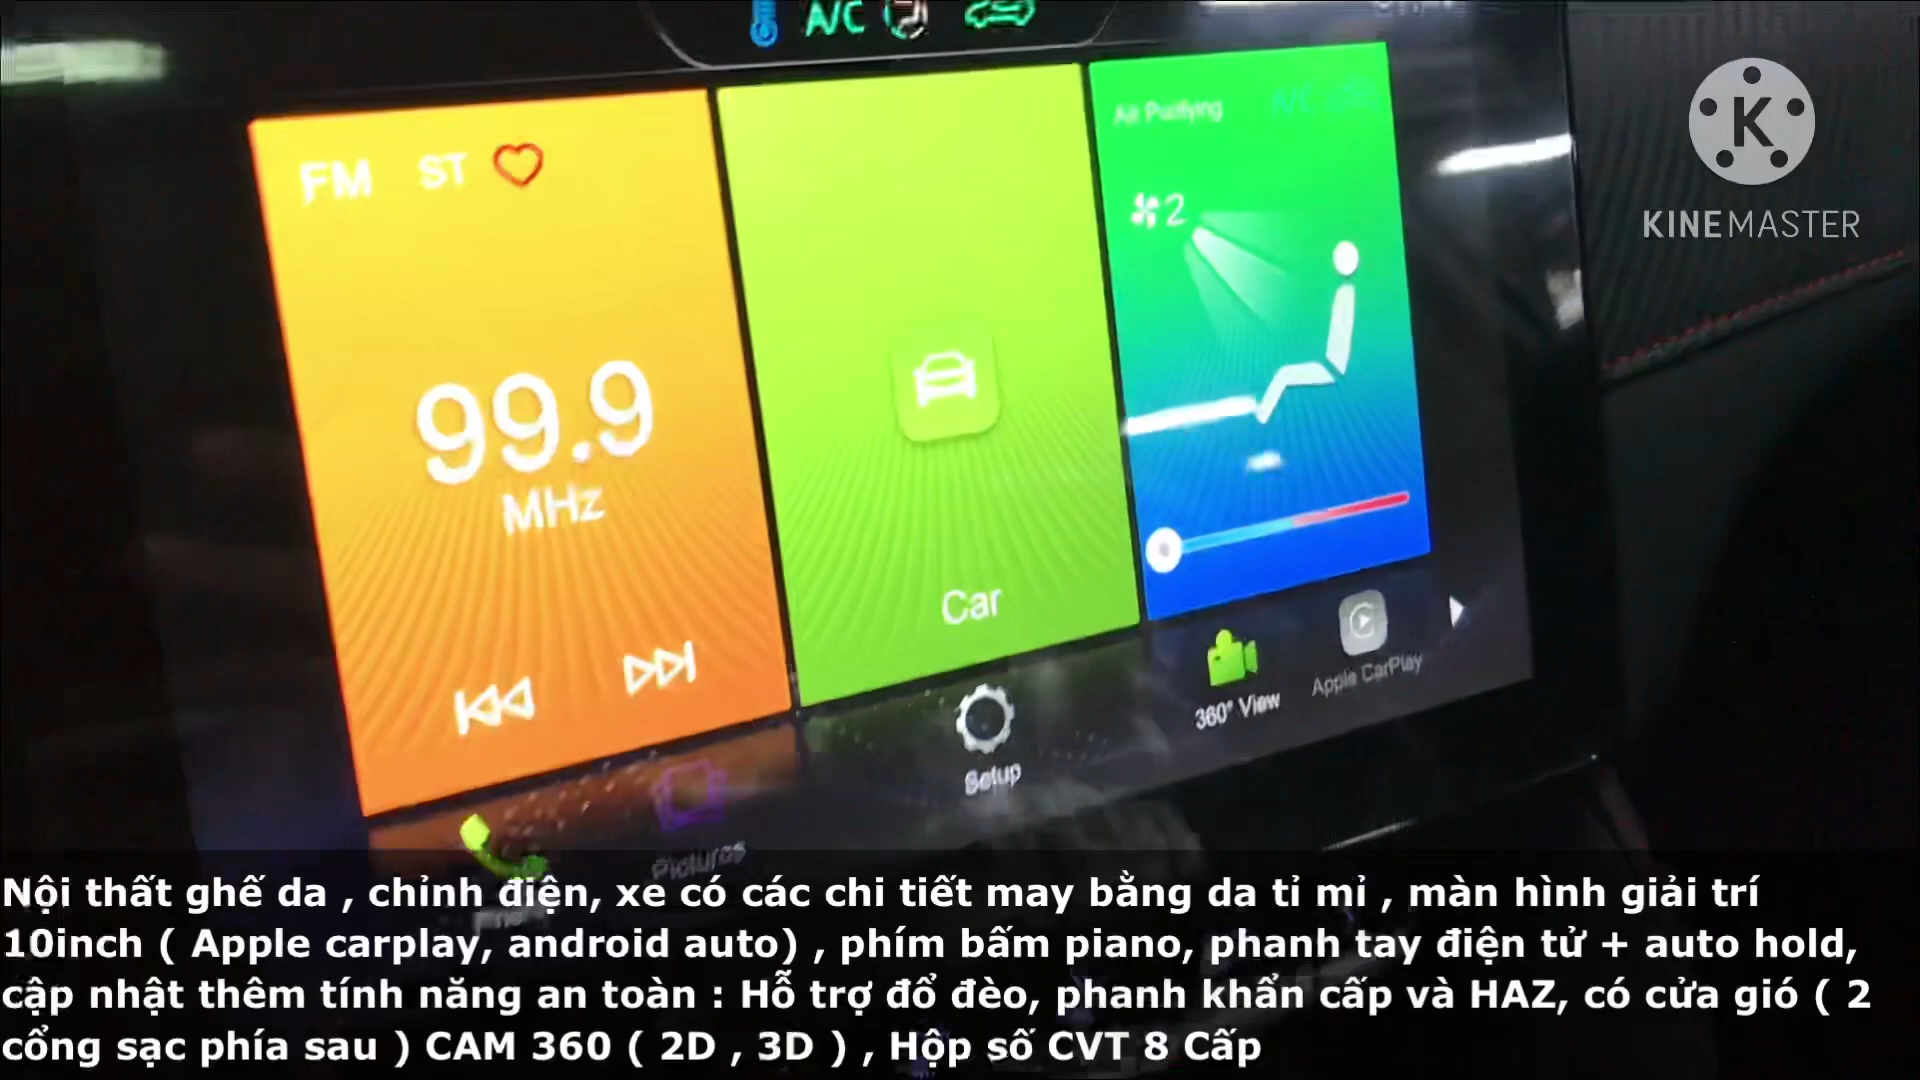 A/C
FM ST
Air Purifying A/C
2
99.9
MHz
Car
360° View
Apple CarPlay
Setup
Pictures
KINEMASTER
Nội thất ghế da , chỉnh điện, xe có các chi tiết may bằng da tỉ mỉ , màn hình giải trí
10inch ( Apple carplay, android auto) , phím bấm piano, phanh tay điện tử + auto hold,
cập nhật thêm tính năng an toàn : Hỗ trợ đổ đèo, phanh khẩn cấp và HAZ, có cửa gió ( 2
cổng sạc phía sau ) CAM 360 ( 2D , 3D ) , Hộp số CVT 8 Cấp